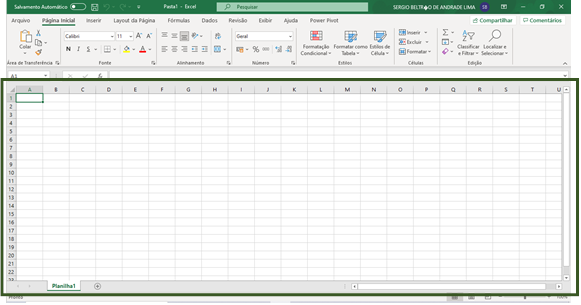 Salvamento Automático Pasta1 - Excel Pesquisar SERGIO BELTR�O DE ANDRADE LIMA SB
Arquivo Página Inicial Inserir Layout da Página Fórmulas Dados Revisão Exibir Ajuda Power Pivot Compartilhar Comentários
Colar Calibri 11 A A Geral Formatação Condicional Formatar como Tabela Estilos de Célula Inserir Excluir Formatar Classificar e Filtrar Localizar e Selecionar
N I S
Área de Transferência Fonte Alinhamento Número Estilos Células Edição
A1 fx
A B C D E F G H I J K L M N O P Q R S T U
1
2
3
4
5
6
7
8
9
10
11
12
13
14
15
16
17
18
19
20
21
22
Planilha1
Pronto 100%